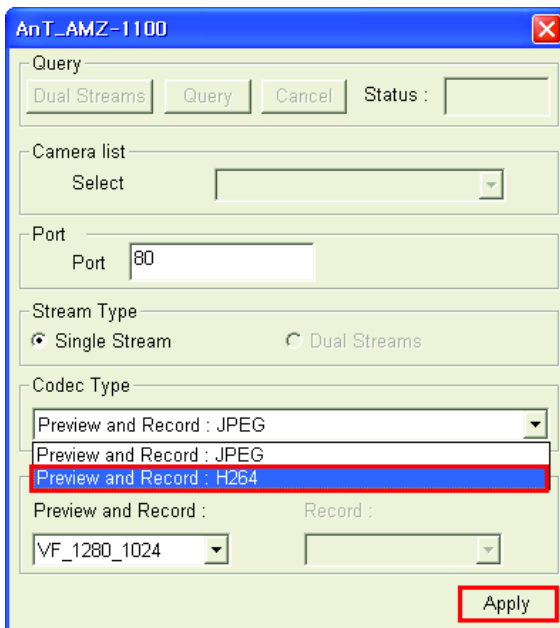 AnT_AMZ-1100
Query
Dual Streams Query Cancel Status :
Camera list
Select
Port
Port 80
Stream Type
Single Stream Dual Streams
Codec Type
Preview and Record : JPEG
Preview and Record : JPEG
Preview and Record : H264
Preview and Record : Record :
VF_1280_1024
Apply